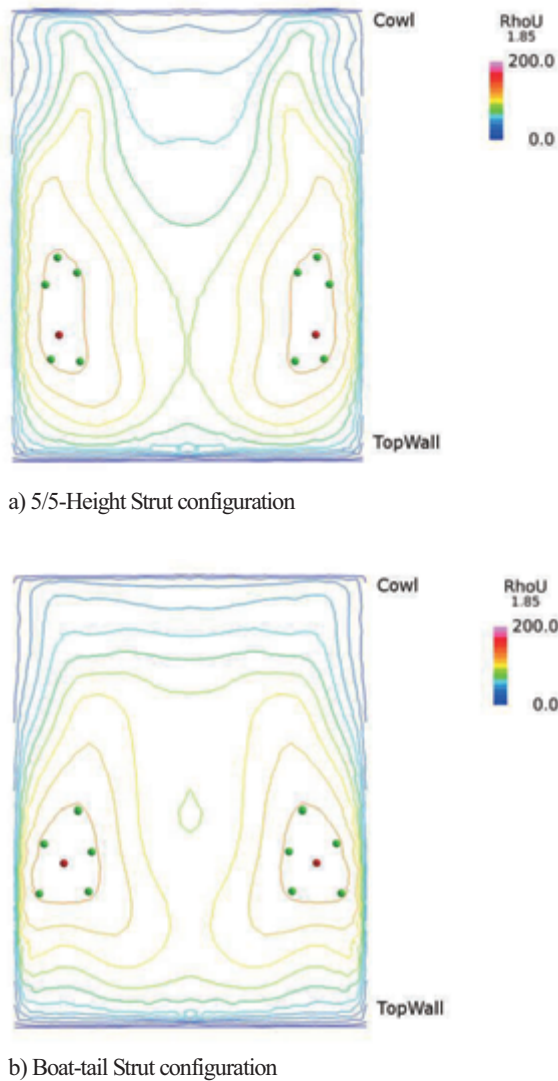 Cowl
RhoU
1.85
200.0
0.0
TopWall
a) 5/5-Height Strut configuration
Cowl
RhoU
1.85
200.0
0.0
TopWall
b) Boat-tail Strut configuration